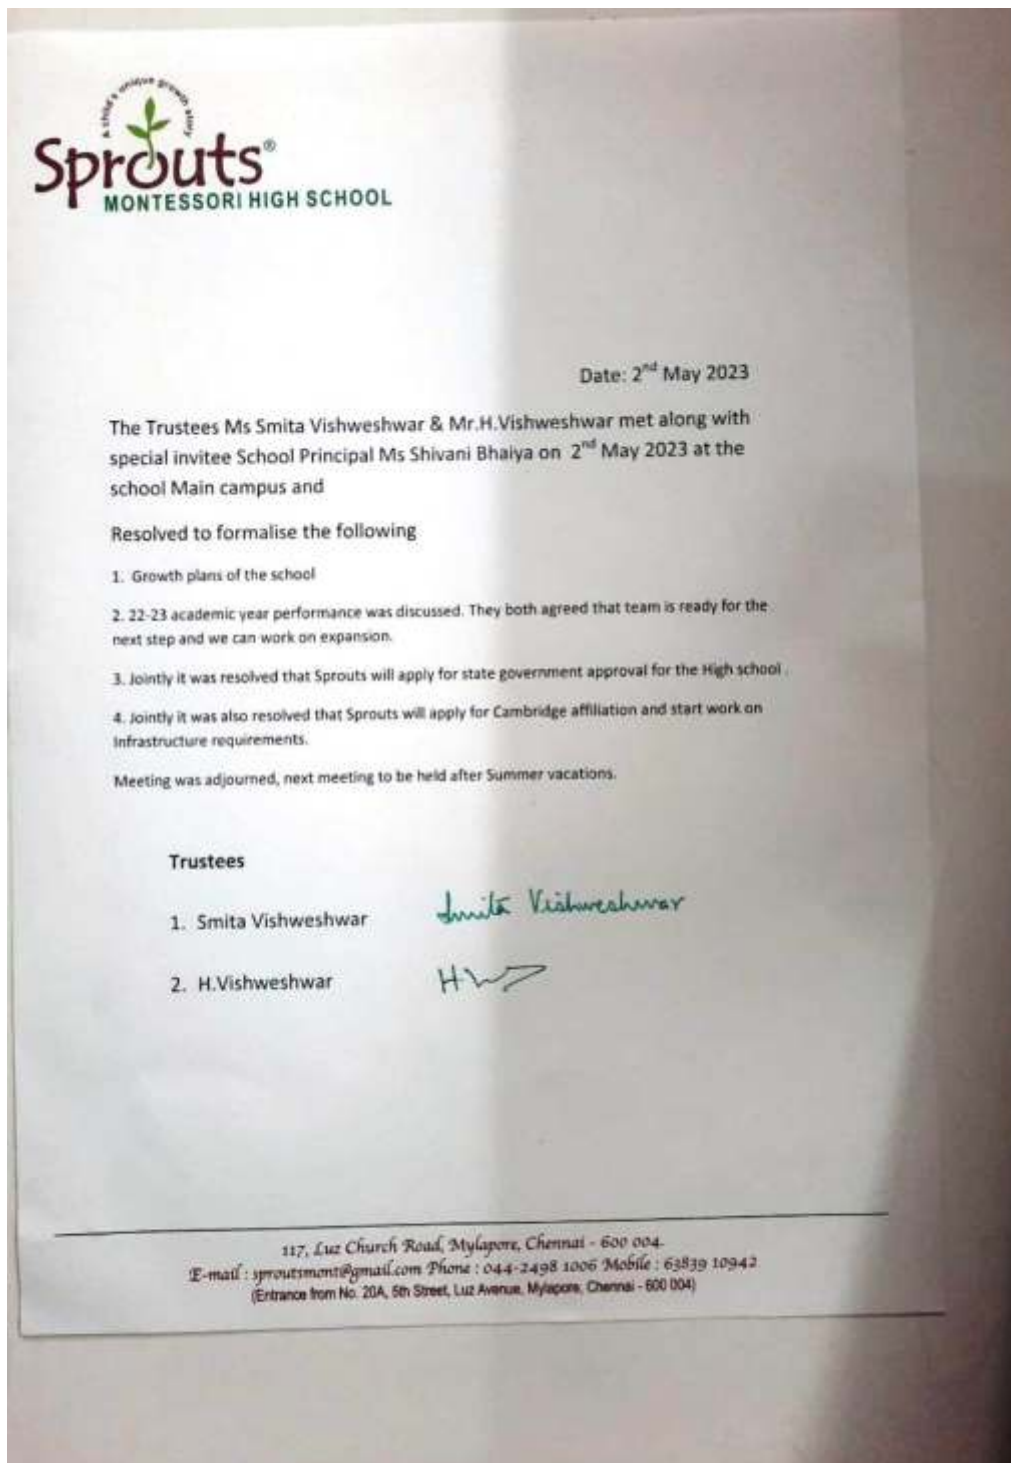 A child's unique growth story
Sprouts®
MONTESSORI HIGH SCHOOL
Date: 2nd May 2023
The Trustees Ms Smita Vishweshwar & Mr.H.Vishweshwar met along with
special invitee School Principal Ms Shivani Bhaiya on 2nd May 2023 at the
school Main campus and
Resolved to formalise the following
1. Growth plans of the school
2. 22-23 academic year performance was discussed. They both agreed that team is ready for the
next step and we can work on expansion.
3. Jointly it was resolved that Sprouts will apply for state government approval for the High school .
4. Jointly it was also resolved that Sprouts will apply for Cambridge affiliation and start work on
Infrastructure requirements.
Meeting was adjourned, next meeting to be held after Summer vacations.
Trustees
1. Smita Vishweshwar Smita Vishweshwar
2. H.Vishweshwar
117, Luz Church Road, Mylapore, Chennai - 600 004.
E-mail : sproutsmont@gmail.com Phone : 044-2498 1006 Mobile : 63839 10942
(Entrance from No. 20A, 5th Street, Luz Avenue, Mylapore, Chennai - 600 004)